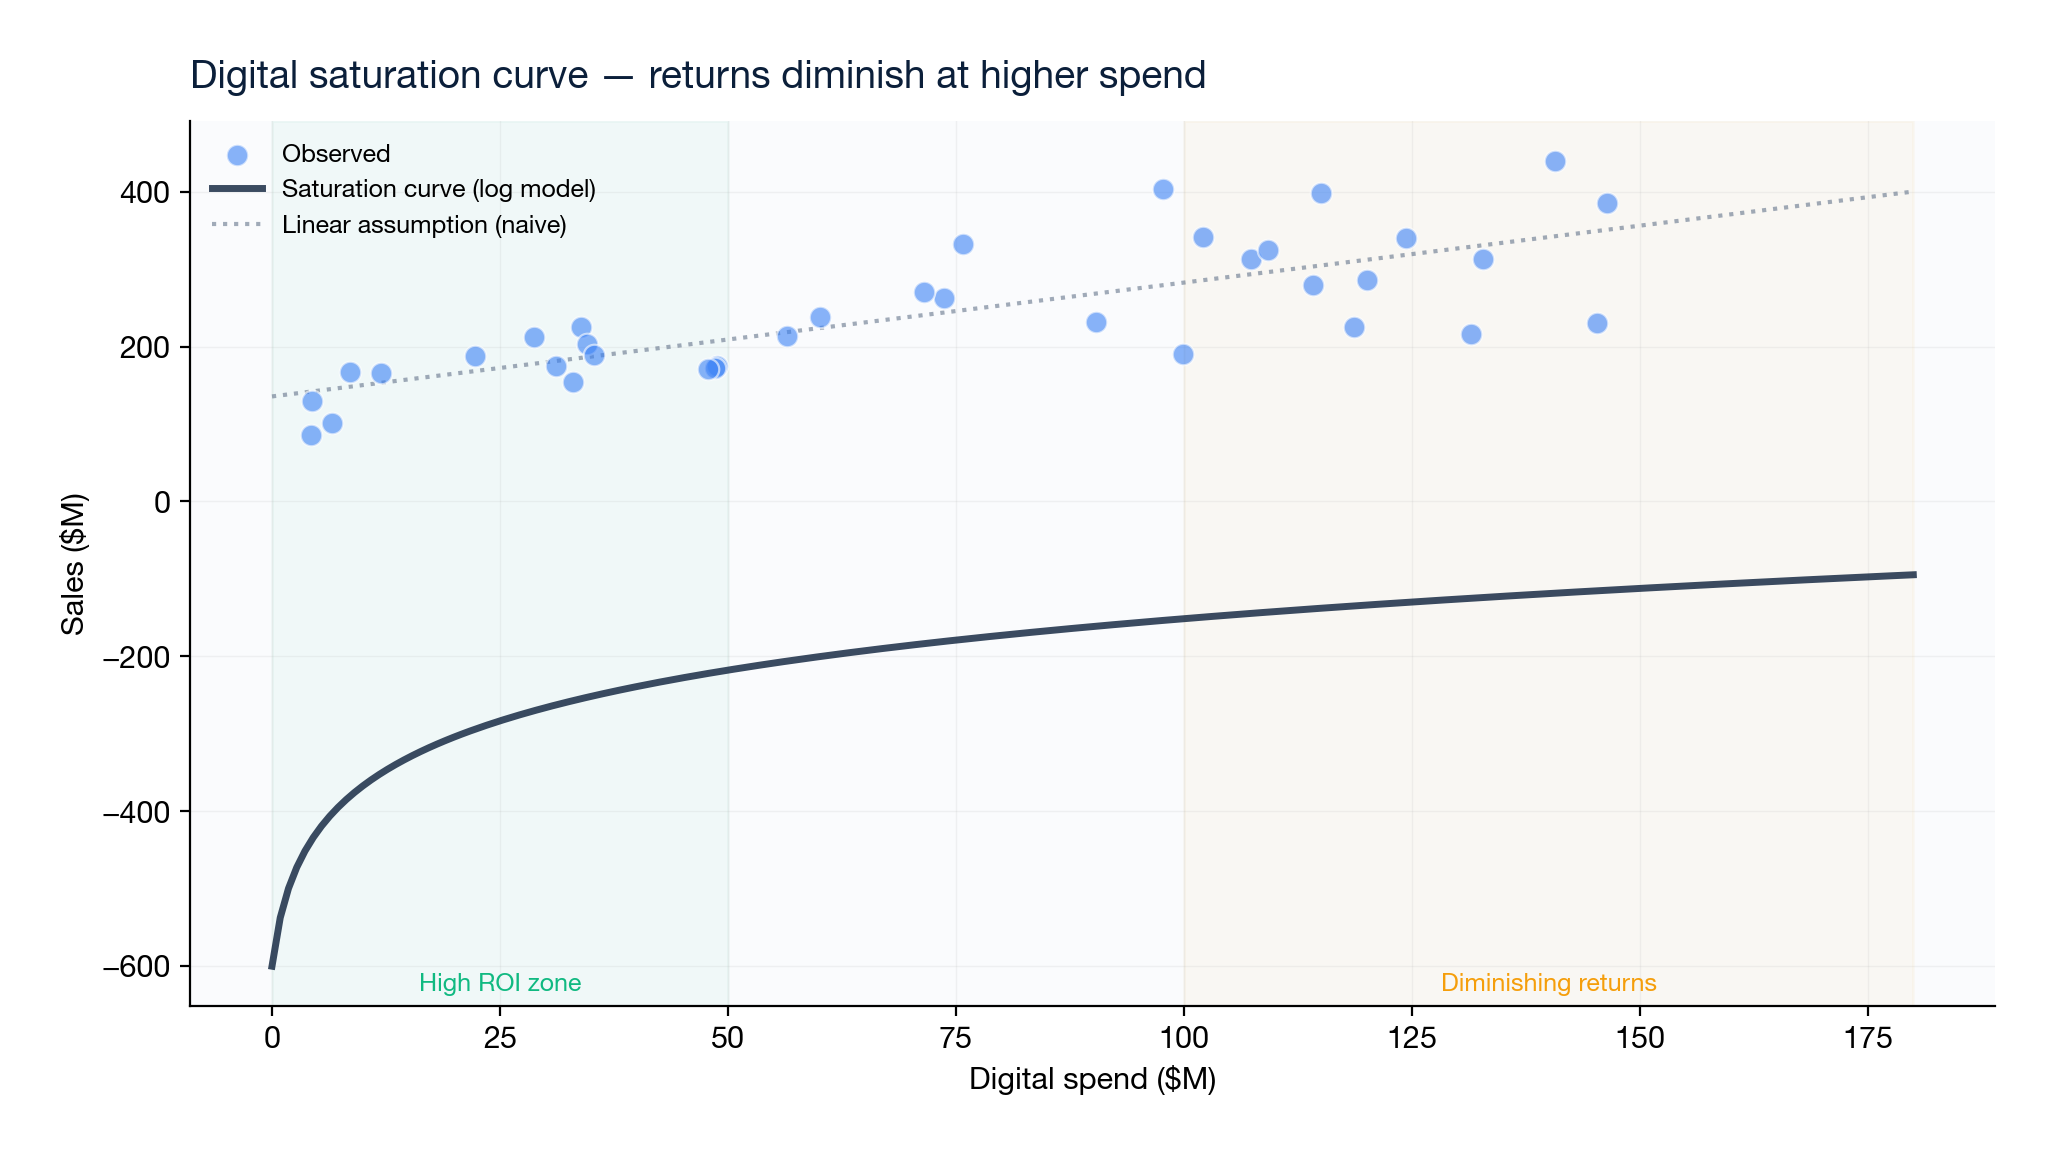 Digital saturation curve — returns diminish at higher spend
Observed
Saturation curve (log model)
Linear assumption (naive)
Sales ($M)
400
200
0
−200
−400
−600
High ROI zone
Diminishing returns
0
25
50
75
100
125
150
175
Digital spend ($M)